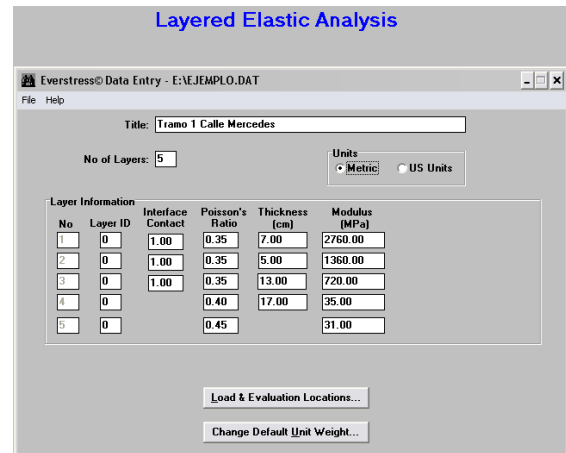 Layered Elastic Analysis
Everstress© Data Entry - E:\EJEMPLO.DAT
File Help
Title: Tramo 1 Calle Mercedes
No of Layers: 5
Units
Metric US Units
Layer Information
No Layer ID Interface Contact Poisson's Ratio Thickness (cm) Modulus (MPa)
1 0 1.00 0.35 7.00 2760.00
2 0 1.00 0.35 5.00 1360.00
3 0 1.00 0.35 13.00 720.00
4 0 0.40 17.00 35.00
5 0 0.45 31.00
Load & Evaluation Locations...
Change Default Unit Weight...